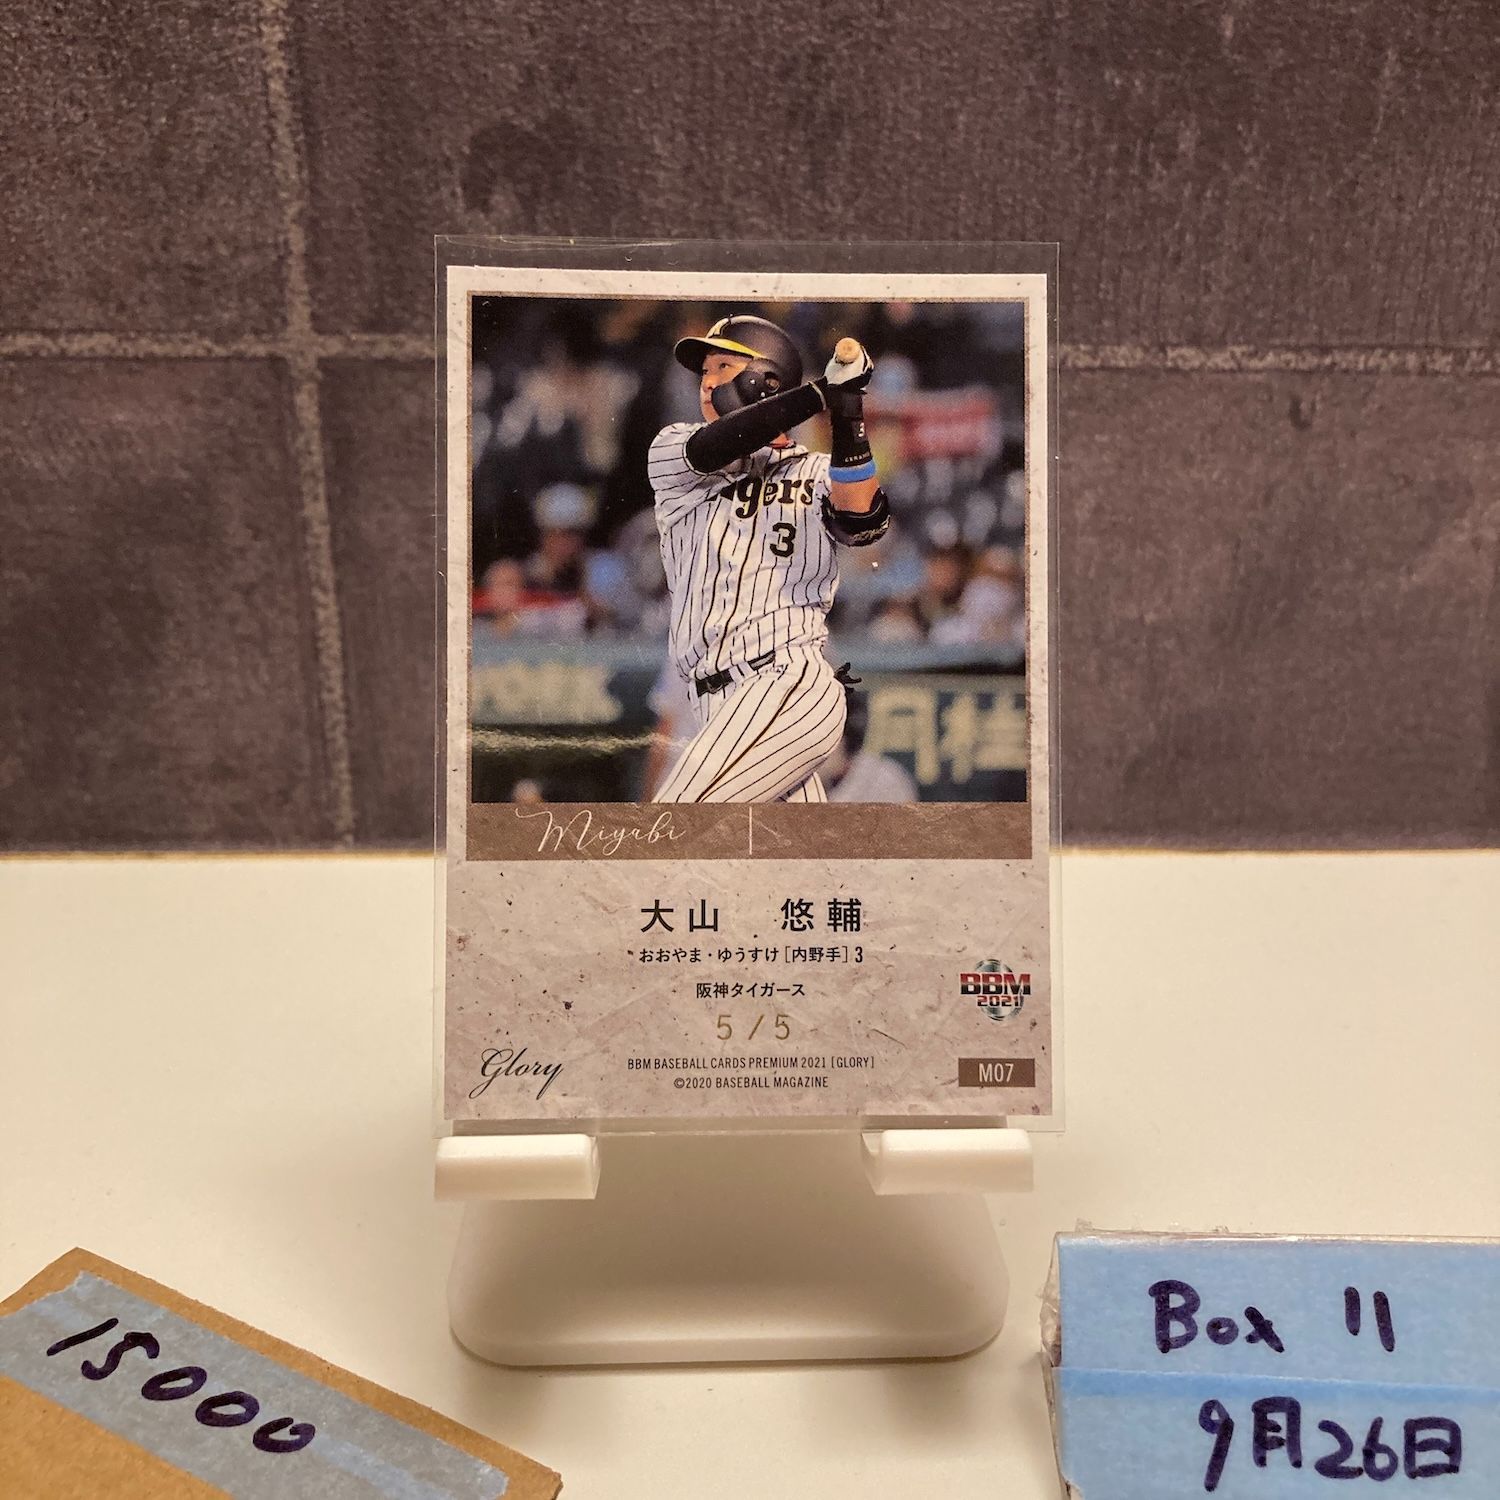 Tigers
3
月桂
Miyabi
大山 悠輔
おおやま・ゆうすけ [内野手] 3
阪神タイガース
5/5
BBM
2021
Glory
BBM BASEBALL CARDS PREMIUM 2021 [GLORY]
©2020 BASEBALL MAGAZINE
M07
15000
Box 11
9月26日